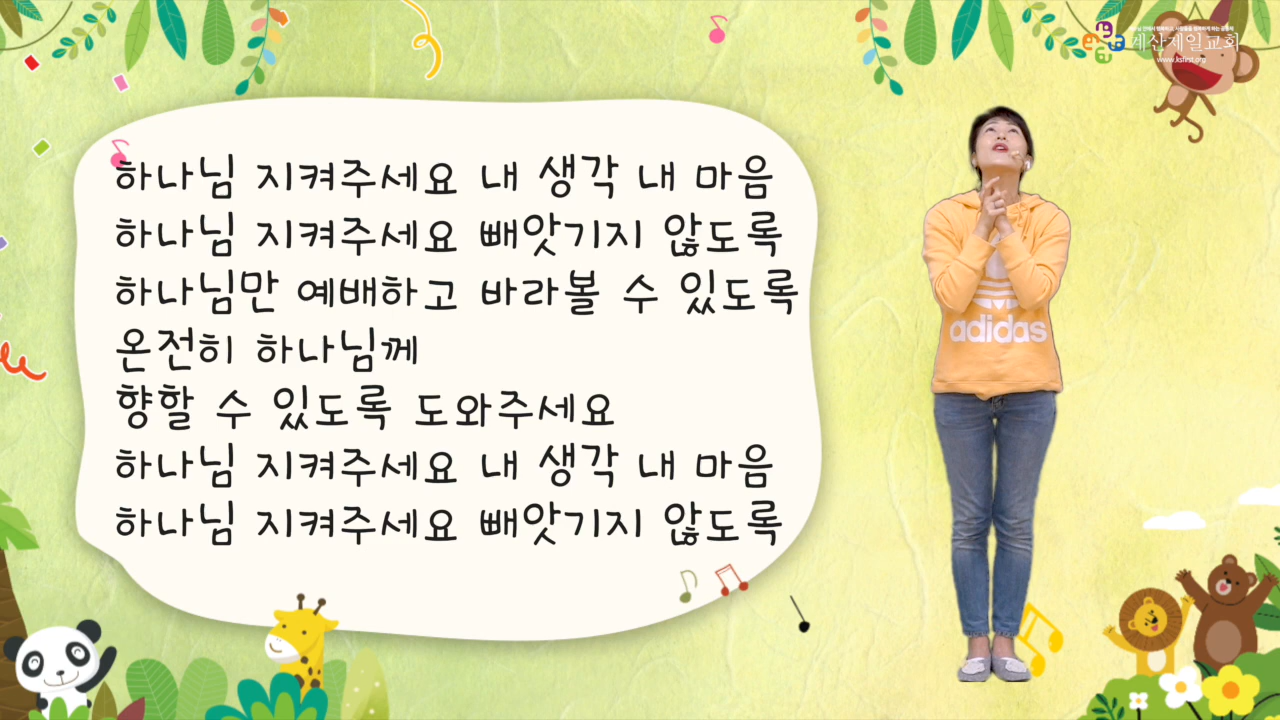 계산제일교회
www.ksfirst.org
하나님 지켜주세요 내 생각 내 마음
하나님 지켜주세요 빼앗기지 않도록
하나님만 예배하고 바라볼 수 있도록
온전히 하나님께
향할 수 있도록 도와주세요
하나님 지켜주세요 내 생각 내 마음
하나님 지켜주세요 빼앗기지 않도록
adidas